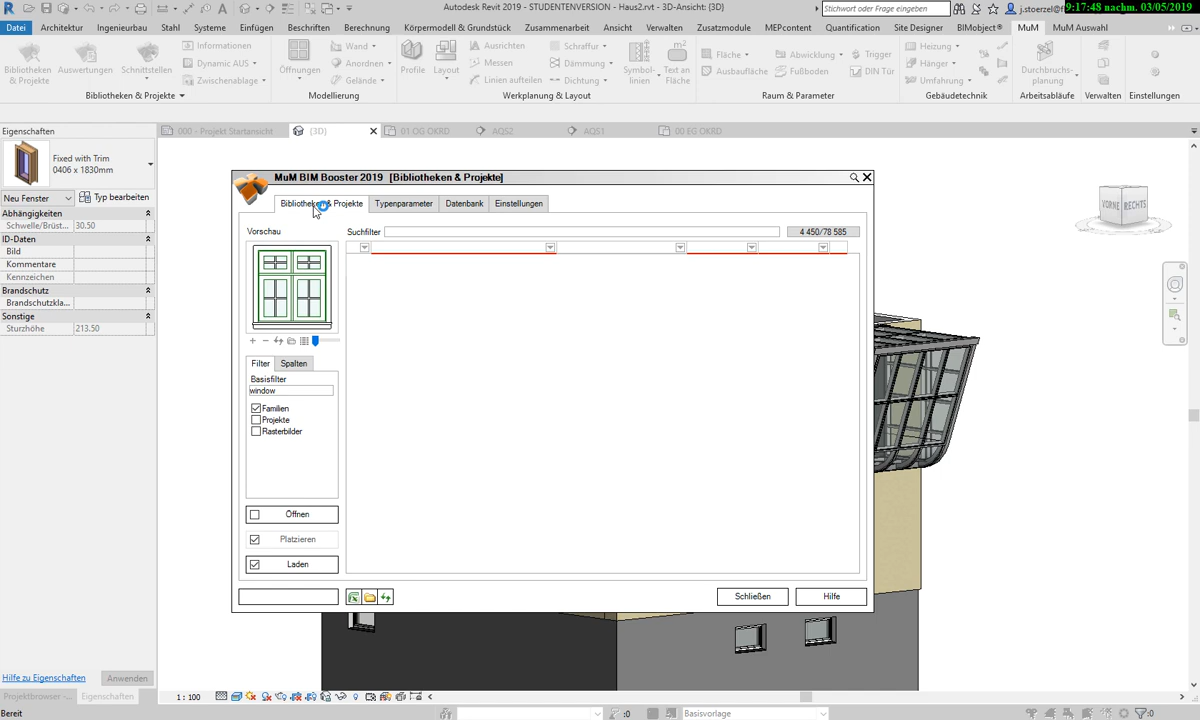 Autodesk Revit 2019 - STUDENTENVERSION - Haus2.rvt - 3D-Ansicht: {3D}
Stichwort oder Frage eingeben
j.stoerzel@f
9:17:48 nachm. 03/05/2019
Datei Architektur Ingenieurbau Stahl Systeme Einfügen Beschriften Berechnung Körpermodell & Grundstück Zusammenarbeit Ansicht Verwalten Zusatzmodule MEPcontent Quantification Site Designer BIMobject® MuM MuM Auswahl
Bibliotheken & Projekte
Auswertungen
Schnittstellen
Informationen
Dynamic AUS
Zwischenablage
Öffnungen
Wand
Anordnen
Gelände
Profile
Layout
Ausrichten
Messen
Linien aufteilen
Schraffur
Dämmung
Dichtung
Symbol-linien
Text an Fläche
Fläche
Ausbaufläche
Abwicklung
Fußboden
Trigger
DIN Tür
Heizung
Hänger
Umfahrung
Durchbruchs-planung
Bibliotheken & Projekte
Modellierung
Werkplanung & Layout
Raum & Parameter
Gebäudetechnik
Arbeitsabläufe
Verwalten
Einstellungen
Eigenschaften
000 - Projekt Startansicht
{3D}
01 OG OKRD
AQS2
AQS1
00 EG OKRD
Fixed with Trim
0406 x 1830mm
Neu Fenster
Typ bearbeiten
Abhängigkeiten
Schwelle/Brüst... 30.50
ID-Daten
Bild
Kommentare
Kennzeichen
Brandschutz
Brandschutzkla...
Sonstige
Sturzhöhe 213.50
MuM BIM Booster 2019 [Bibliotheken & Projekte]
Bibliotheken & Projekte Typenparameter Datenbank Einstellungen
Vorschau
Suchfilter
4 450/78 585
Filter Spalten
Basisfilter
window
Familien
Projekte
Rasterbilder
Öffnen
Platzieren
Laden
Schließen
Hilfe
VORNE RECHTS
Hilfe zu Eigenschaften
Anwenden
Projektbrowser -...
Eigenschaften
1 : 100
Bereit
:0
Basisvorlage
:0